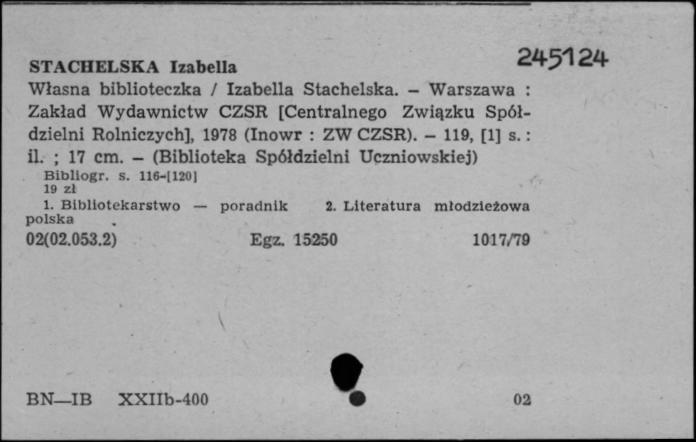 245124
STACHELSKA Izabella
Własna biblioteczka / Izabella Stachelska. – Warszawa :
Zakład Wydawnictw CZSR [Centralnego Związku Spół-
dzielni Rolniczych], 1978 (Inowr : ZW CZSR). – 119, [1] s. :
il. ; 17 cm. – (Biblioteka Spółdzielni Uczniowskiej)
Bibliogr. s. 116-[120]
19 zł
1. Bibliotekarstwo — poradnik 2. Literatura młodzieżowa
polska
02(02.053.2) Egz. 15250 1017/79
BN—IB XXIIb-400 02